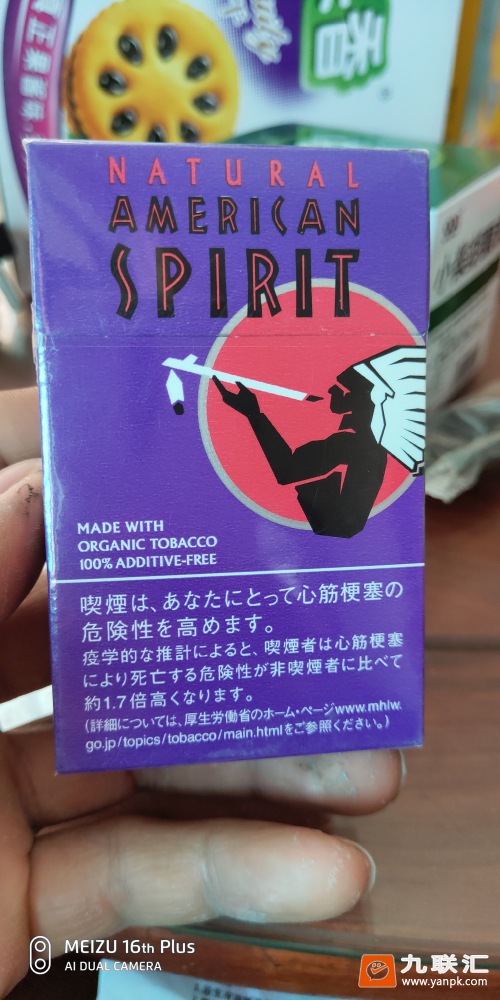 NATURAL
AMERICAN
SPIRIT
MADE WITH
ORGANIC TOBACCO
100% ADDITIVE-FREE
喫煙は、あなたにとって心筋梗塞の
危険性を高めます。
疫学的な推計によると、喫煙者は心筋梗塞
により死亡する危険性が非喫煙者に比べて
約1.7倍高くなります。
(詳細については、厚生労働省のホーム・ページwww.mhlw.
go.jp/topics/tobacco/main.htmlをご参照ください。)
MEIZU 16th Plus
AI DUAL CAMERA
九联汇
www.yanpk.com